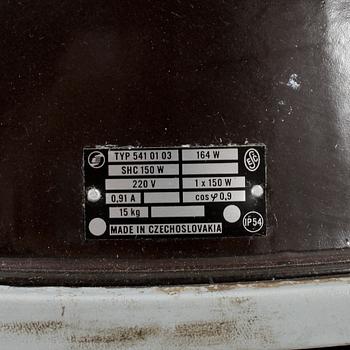 TYP 541 01 03 164 W
SHC 150 W
220 V 1 x 150 W
0,91 A cos φ 0,9
15 kg
IP54
MADE IN CZECHOSLOVAKIA